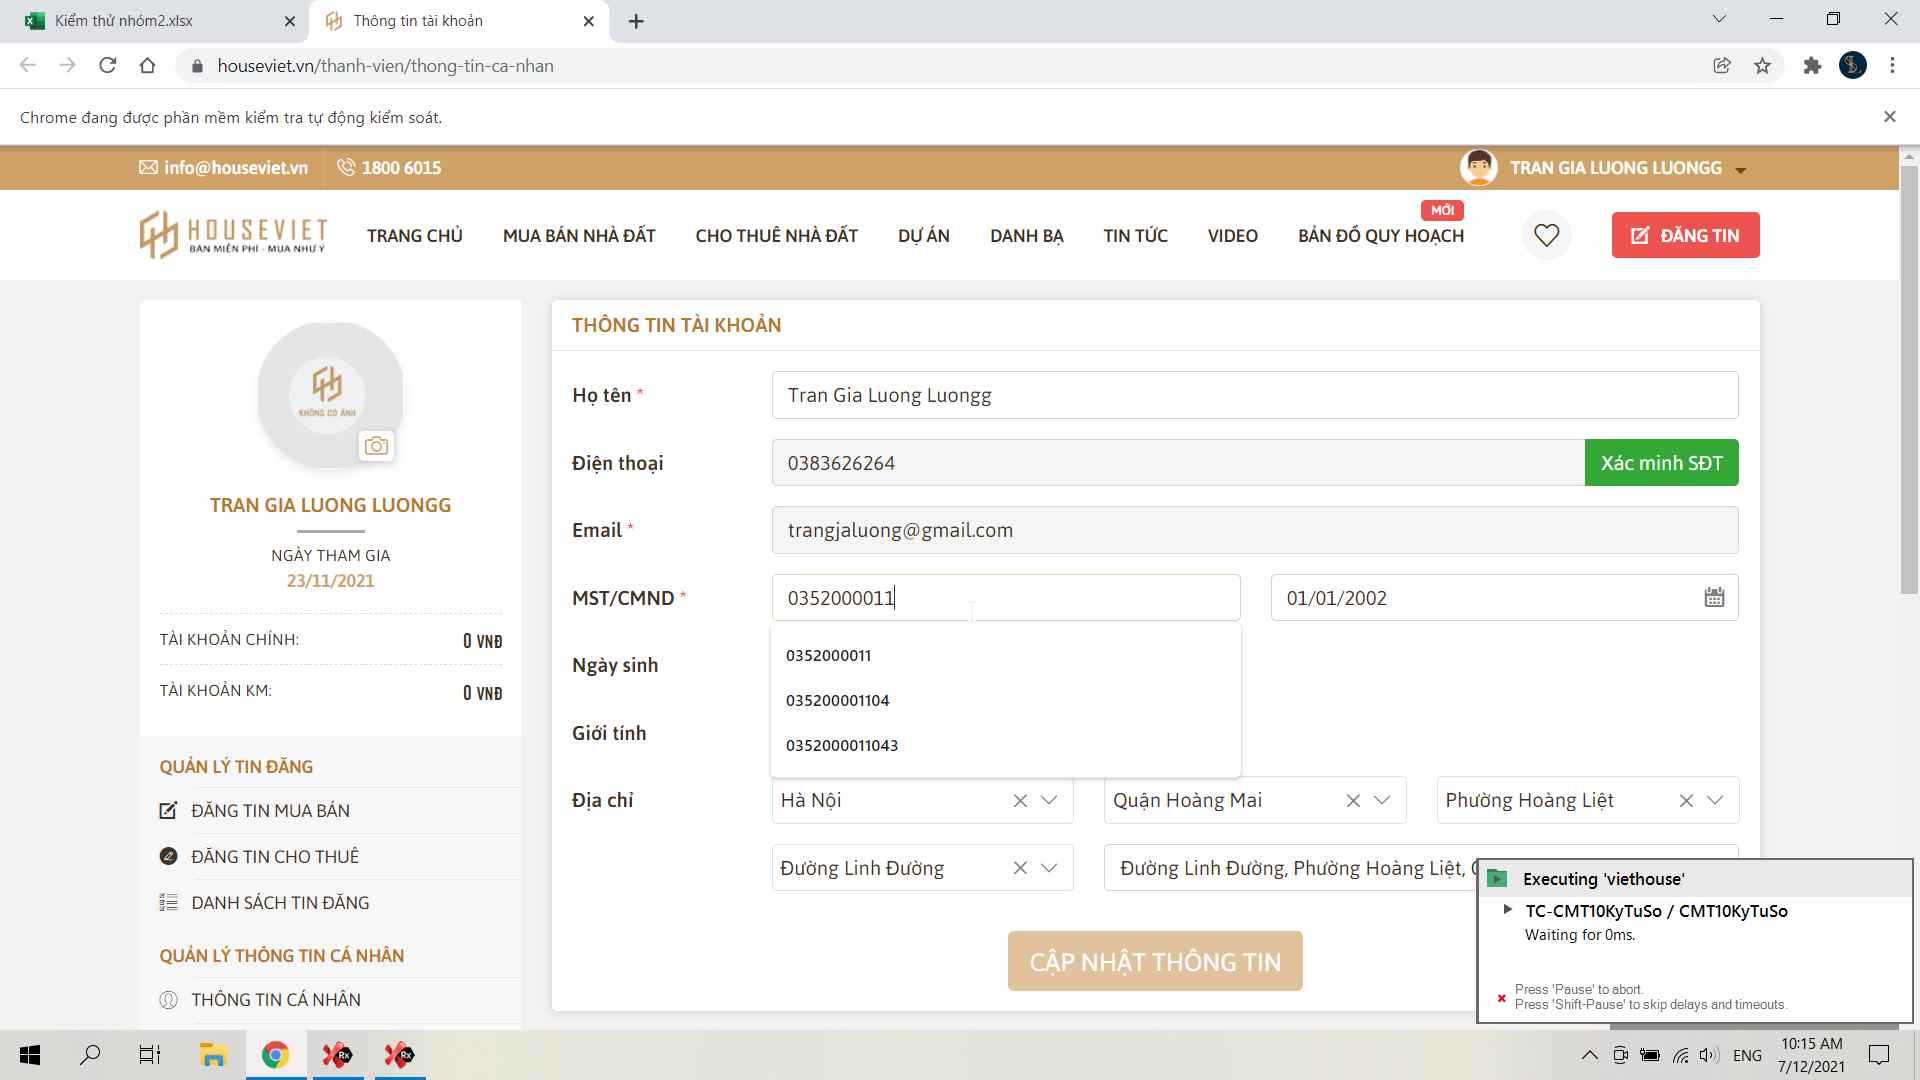 Kiểm thử nhóm2.xlsx
Thông tin tài khoản
houseviet.vn/thanh-vien/thong-tin-ca-nhan
Chrome đang được phần mềm kiểm tra tự động kiểm soát.
info@houseviet.vn
1800 6015
TRAN GIA LUONG LUONGG
HOUSEVIET
BÁN MIỄN PHÍ - MUA NHƯ Ý
TRANG CHỦ
MUA BÁN NHÀ ĐẤT
CHO THUÊ NHÀ ĐẤT
DỰ ÁN
DANH BẠ
TIN TỨC
VIDEO
BẢN ĐỒ QUY HOẠCH
MỚI
ĐĂNG TIN
KHÔNG CÓ ẢNH
TRAN GIA LUONG LUONGG
NGÀY THAM GIA
23/11/2021
TÀI KHOẢN CHÍNH: 0 VNĐ
TÀI KHOẢN KM: 0 VNĐ
QUẢN LÝ TIN ĐĂNG
ĐĂNG TIN MUA BÁN
ĐĂNG TIN CHO THUÊ
DANH SÁCH TIN ĐĂNG
QUẢN LÝ THÔNG TIN CÁ NHÂN
THÔNG TIN CÁ NHÂN
THÔNG TIN TÀI KHOẢN
Họ tên * Tran Gia Luong Luongg
Điện thoại 0383626264 Xác minh SĐT
Email * trangjaluong@gmail.com
MST/CMND * 0352000011 01/01/2002
0352000011
035200001104
0352000011043
Ngày sinh
Giới tính
Địa chỉ Hà Nội Quận Hoàng Mai Phường Hoàng Liệt
Đường Linh Đường Đường Linh Đường, Phường Hoàng Liệt,
CẬP NHẬT THÔNG TIN
Executing 'viethouse'
TC-CMT10KyTuSo / CMT10KyTuSo
Waiting for 0ms.
Press 'Pause' to abort.
Press 'Shift-Pause' to skip delays and timeouts.
Rx
Rx
ENG
10:15 AM
7/12/2021